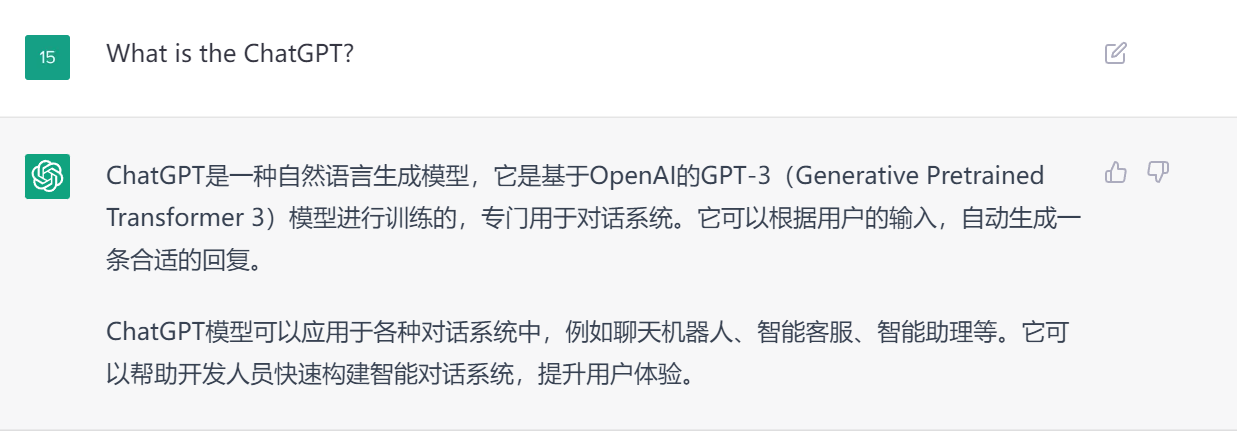 15
What is the ChatGPT?
ChatGPT是一种自然语言生成模型，它是基于OpenAI的GPT-3（Generative Pretrained
Transformer 3）模型进行训练的，专门用于对话系统。它可以根据用户的输入，自动生成一
条合适的回复。
ChatGPT模型可以应用于各种对话系统中，例如聊天机器人、智能客服、智能助理等。它可
以帮助开发人员快速构建智能对话系统，提升用户体验。